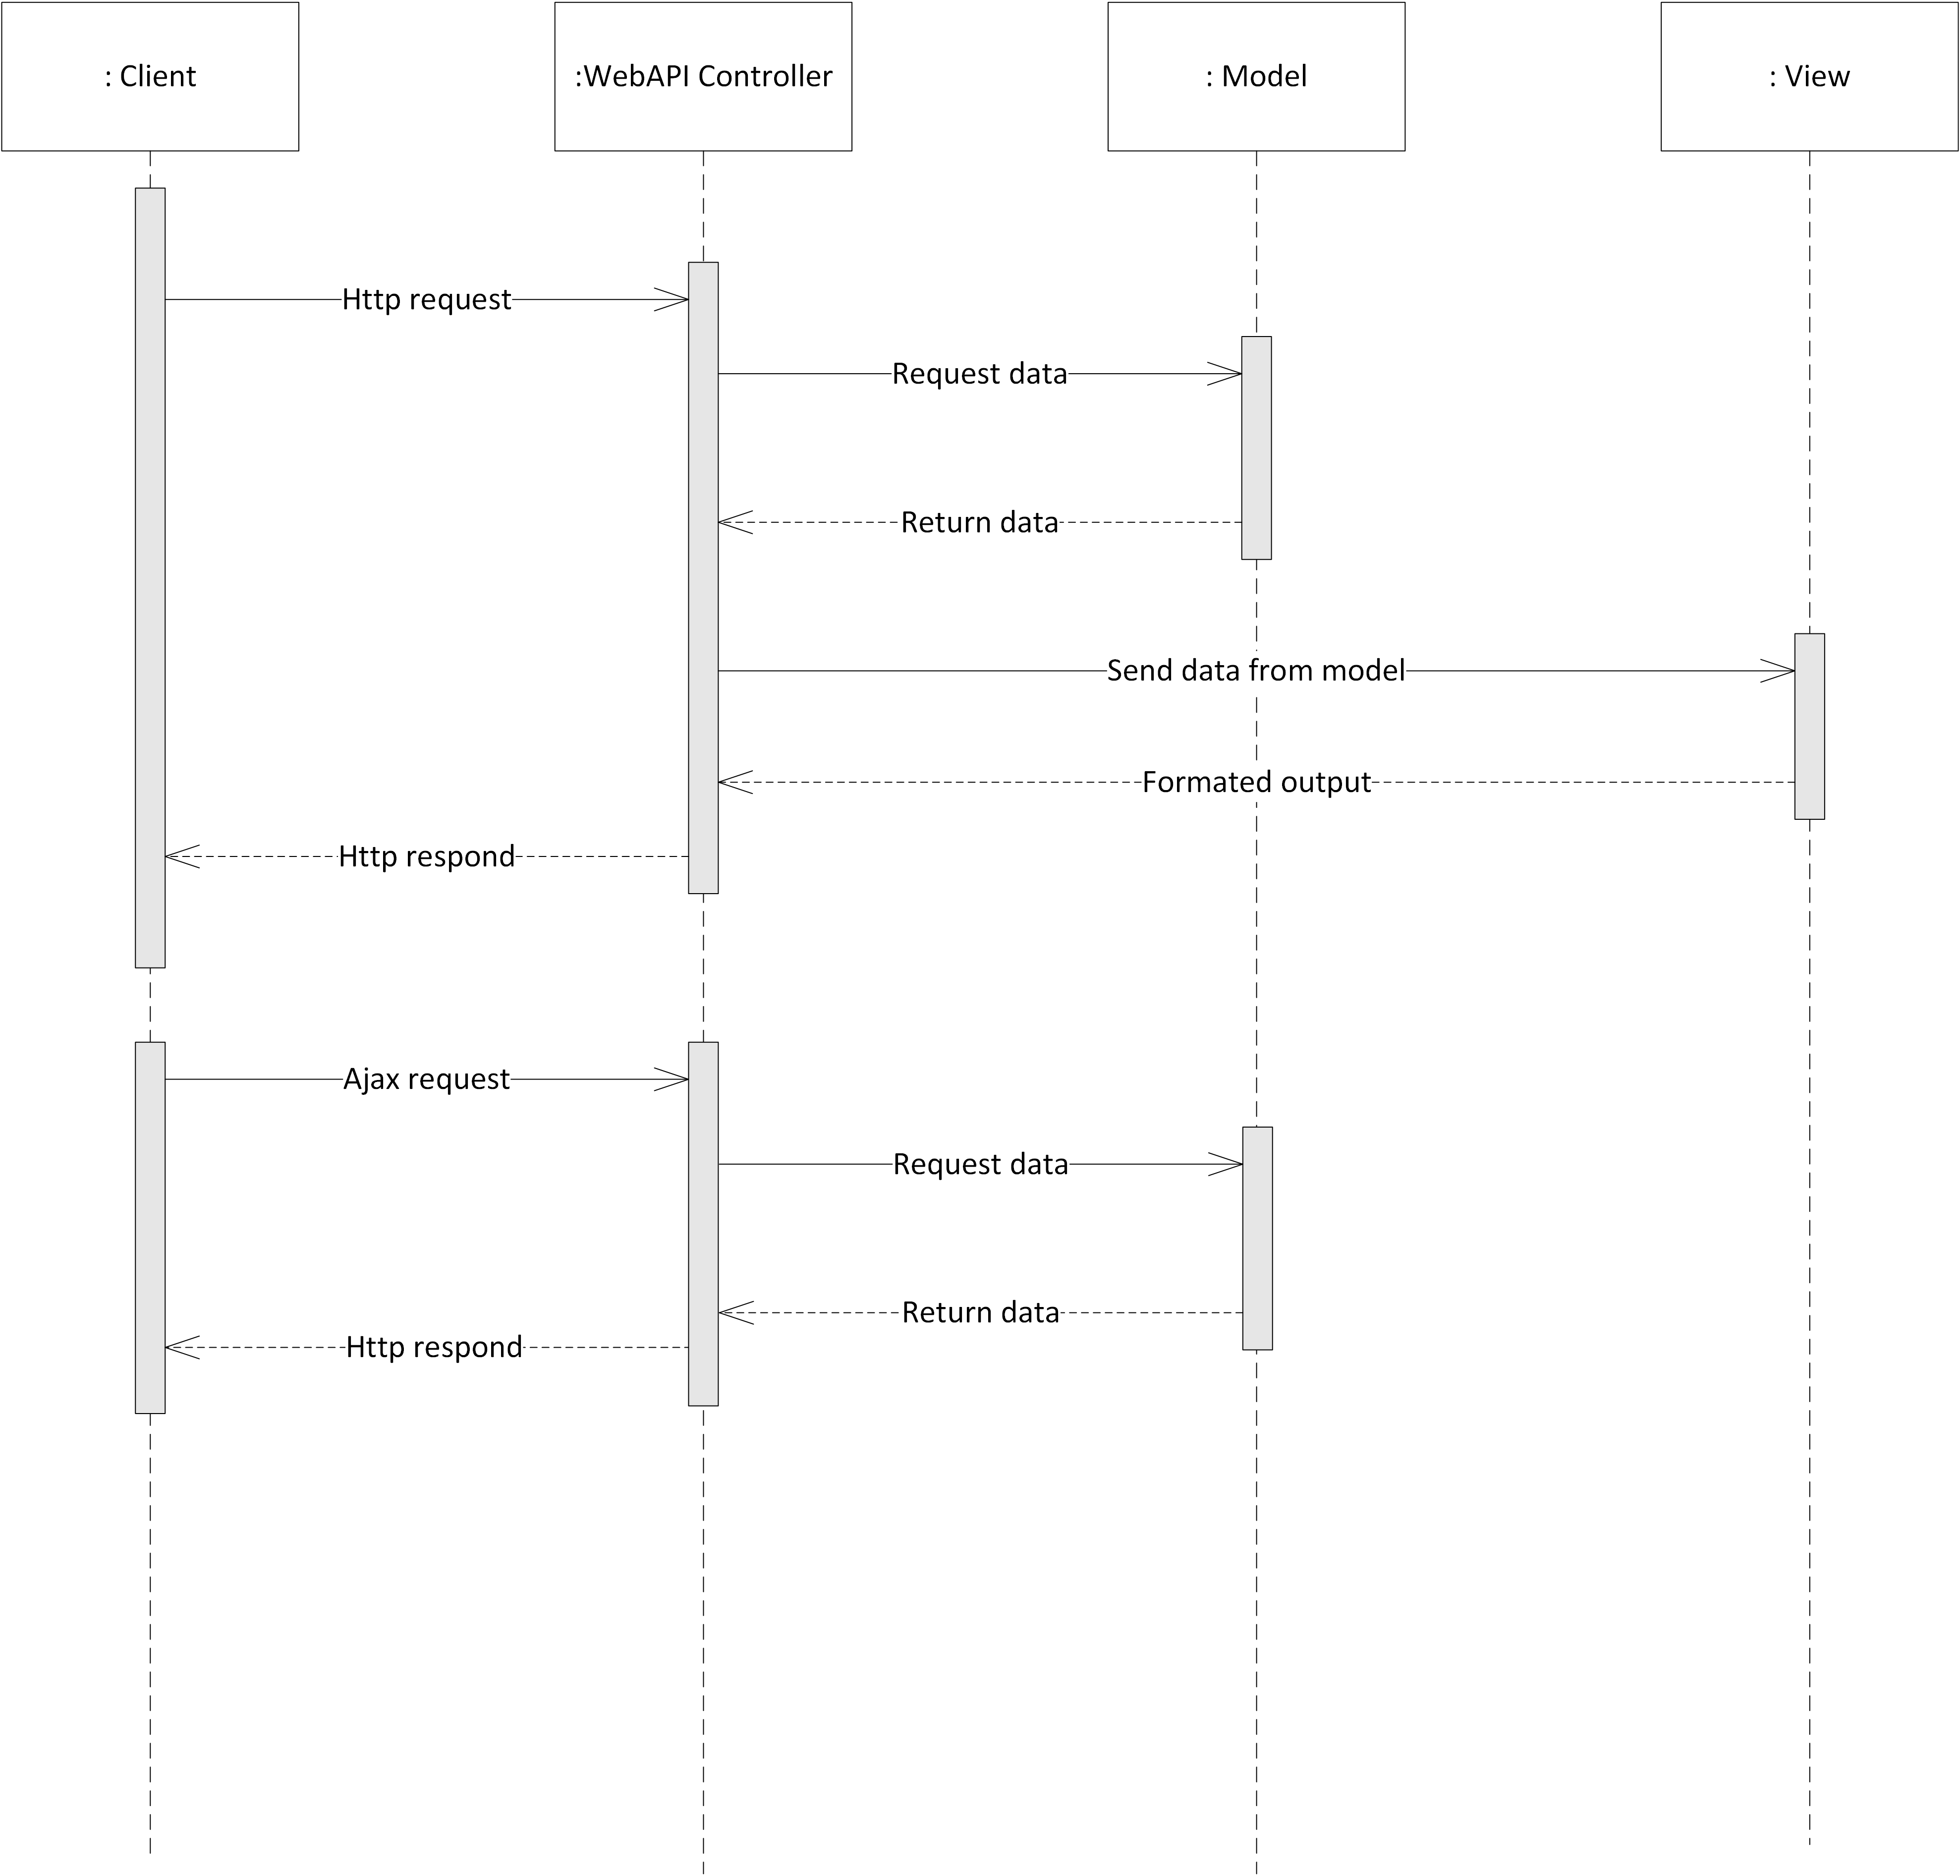 : Client
:WebAPI Controller
: Model
: View
Http request
Request data
Return data
Send data from model
Formated output
Http respond
Ajax request
Request data
Return data
Http respond